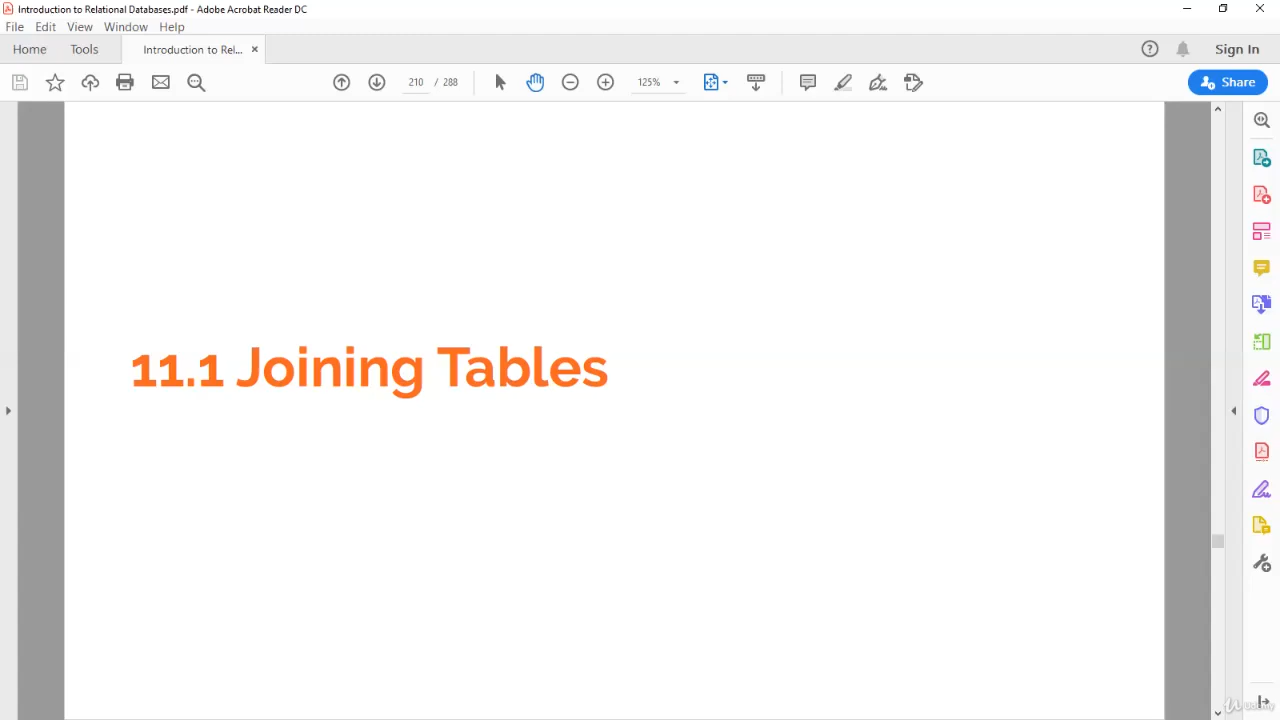 Introduction to Relational Databases.pdf - Adobe Acrobat Reader DC
File Edit View Window Help
Home Tools Introduction to Rel... × Sign In
210 / 288 125% Share
11.1 Joining Tables
Udemy